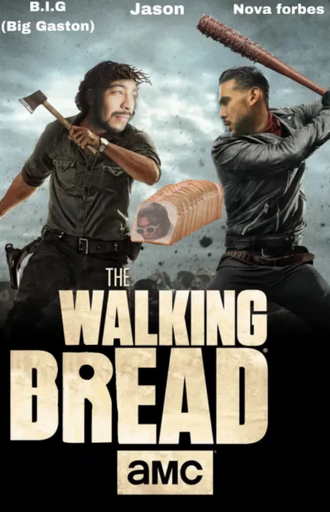 B.I.G
(Big Gaston)
Jason
Nova forbes
THE
WALKING
BREAD
aMC